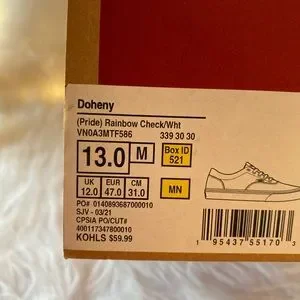 Doheny
(Pride) Rainbow Check/Wht
VN0A3MTF586 339 30 30
13.0 M Box ID 521
UK EUR CM MN
12.0 47.0 31.0
PO# 0140893687000010
SJV - 03/21
CPSIA PO/CUT#
400117347800010
KOHLS $59.99
1 95437 55170 3